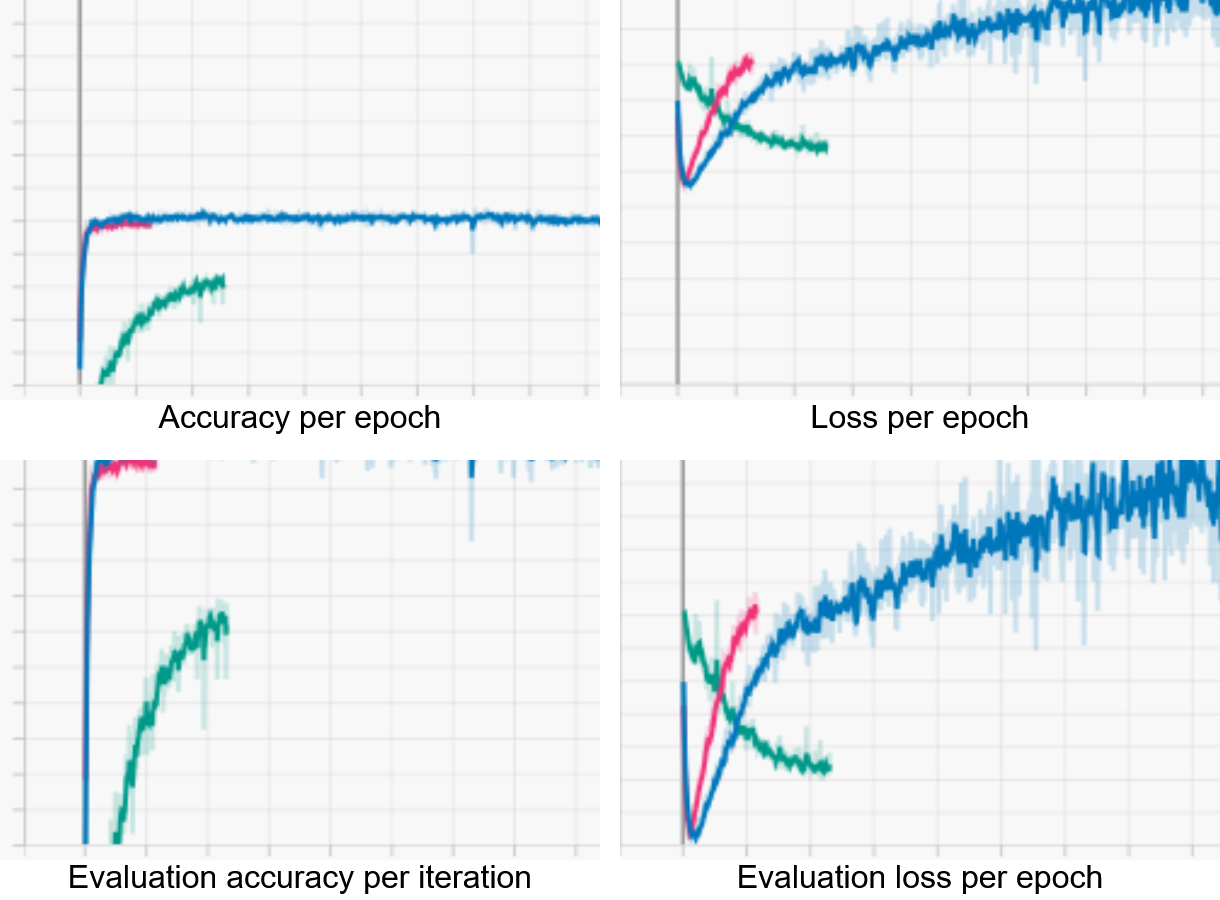 Accuracy per epoch
Loss per epoch
Evaluation accuracy per iteration
Evaluation loss per epoch